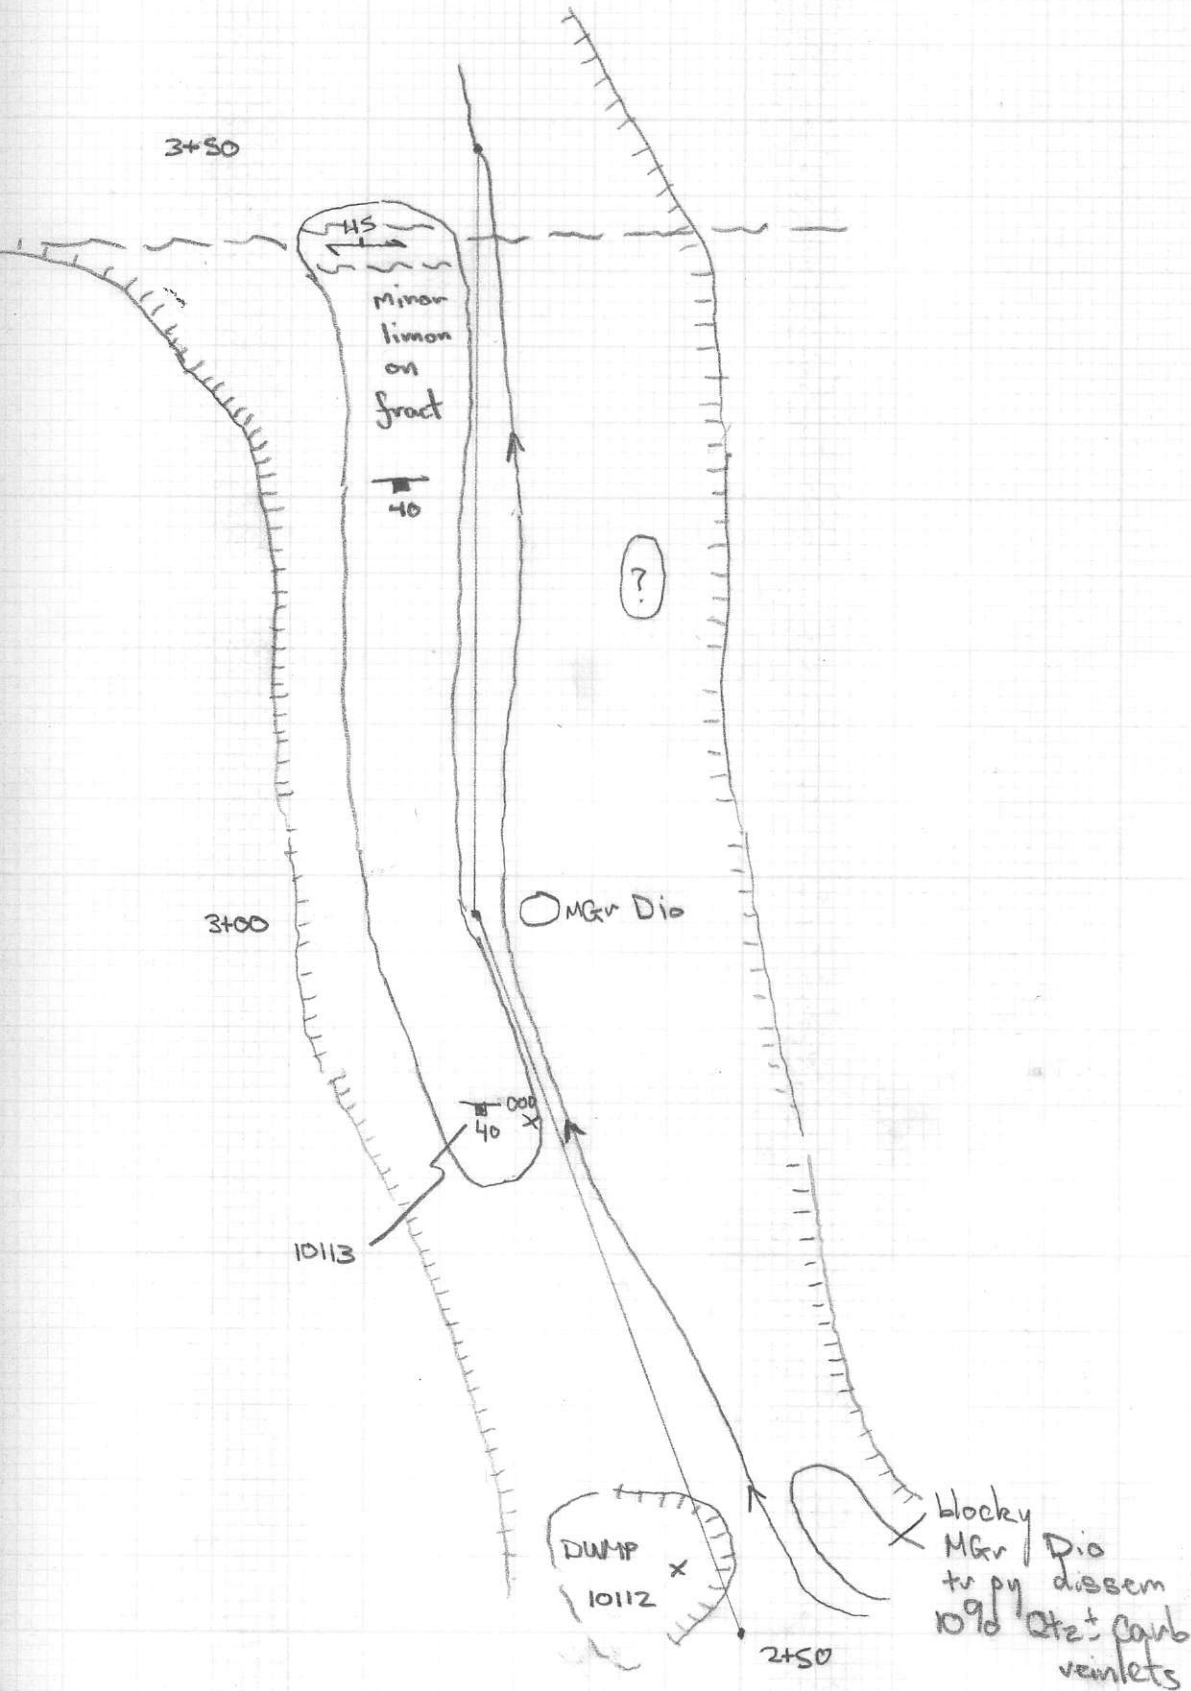 3+50
45
minor
limon
on
fract
40
?
3+00
MGr Dio
000
X
40
10113
DUMP
X
10112
2+50
blocky
MGr Dio
tr py dissem
10% Qtz ± Carb
veinlets